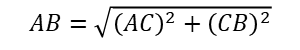 AB = √((AC)² + (CB)²)